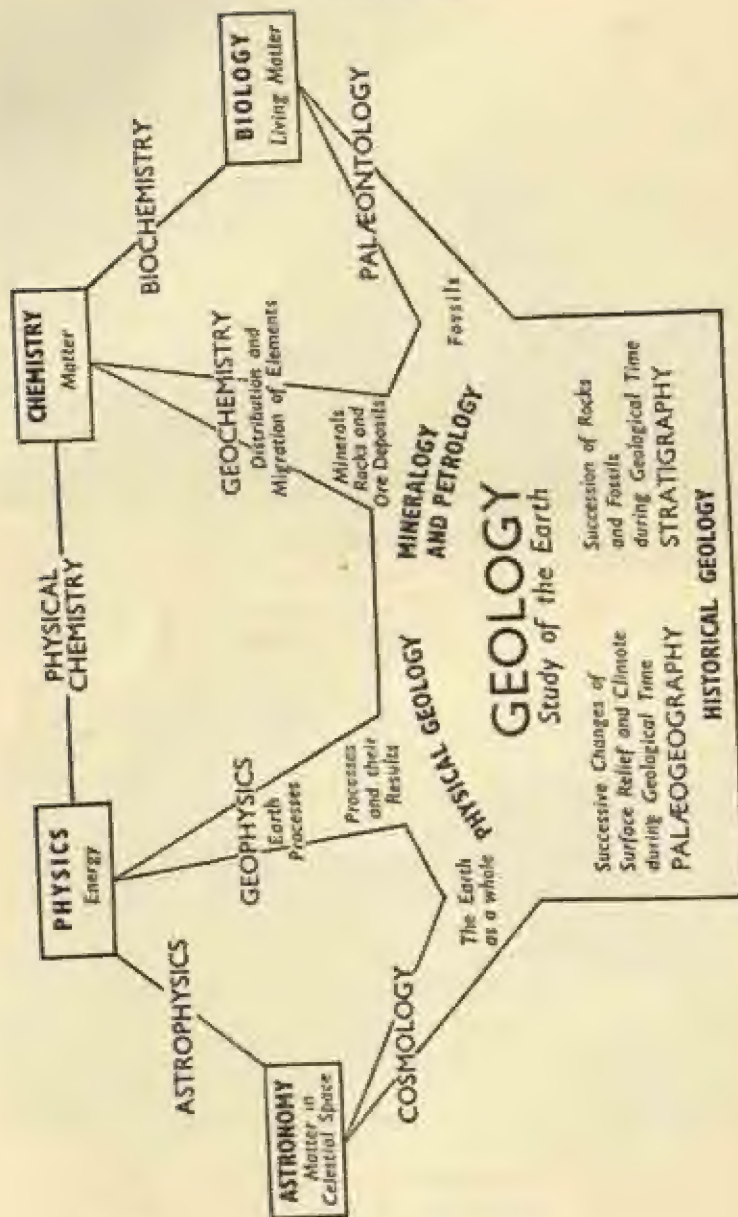 PHYSICS
Energy
PHYSICAL
CHEMISTRY
CHEMISTRY
Matter
ASTROPHYSICS
BIOCHEMISTRY
ASTRONOMY
Matter in
Celestial Space
GEOPHYSICS
Earth
Processes
GEOCHEMISTRY
Distribution and
Migration of Elements
BIOLOGY
Living Matter
COSMOLOGY
Processes
and their
Results
Minerals
Rocks and
Ore Deposits
PALÆONTOLOGY
The Earth
as a whole
PHYSICAL GEOLOGY
MINERALOGY
AND PETROLOGY
Fossils
GEOLOGY
Study of the Earth
Successive Changes of
Surface Relief and Climate
during Geological Time
PALÆOGEOGRAPHY
Succession of Rocks
and Fossils
during Geological Time
STRATIGRAPHY
HISTORICAL GEOLOGY